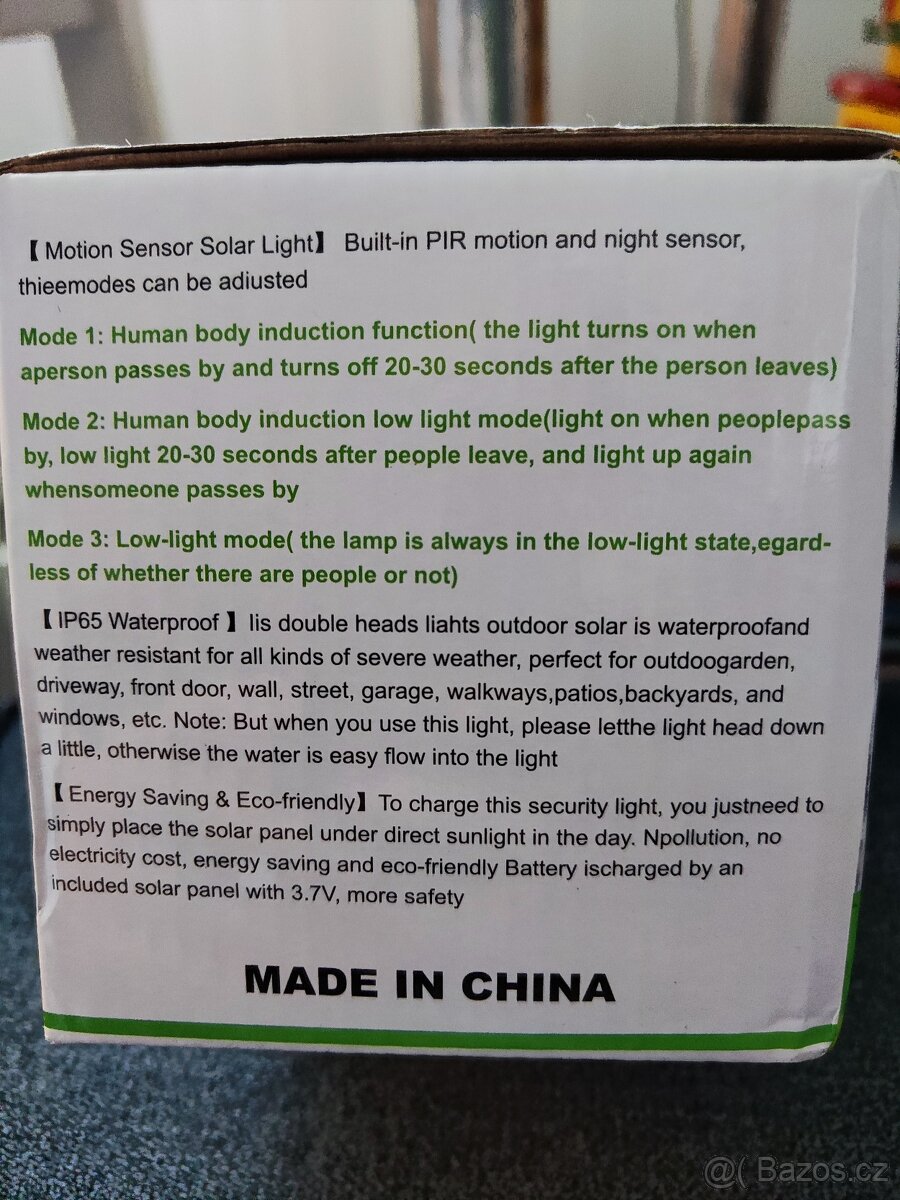 【 Motion Sensor Solar Light】 Built-in PIR motion and night sensor,
thieemodes can be adiusted
Mode 1: Human body induction function( the light turns on when
aperson passes by and turns off 20-30 seconds after the person leaves)
Mode 2: Human body induction low light mode(light on when peoplepass
by, low light 20-30 seconds after people leave, and light up again
whensomeone passes by
Mode 3: Low-light mode( the lamp is always in the low-light state,egard-
less of whether there are people or not)
【 IP65 Waterproof 】 lis double heads liahts outdoor solar is waterproofand
weather resistant for all kinds of severe weather, perfect for outdoogarden,
driveway, front door, wall, street, garage, walkways,patios,backyards, and
windows, etc. Note: But when you use this light, please letthe light head down
a little, otherwise the water is easy flow into the light
【 Energy Saving & Eco-friendly】 To charge this security light, you justneed to
simply place the solar panel under direct sunlight in the day. Npollution, no
electricity cost, energy saving and eco-friendly Battery ischarged by an
included solar panel with 3.7V, more safety
MADE IN CHINA
@( Bazos.cz